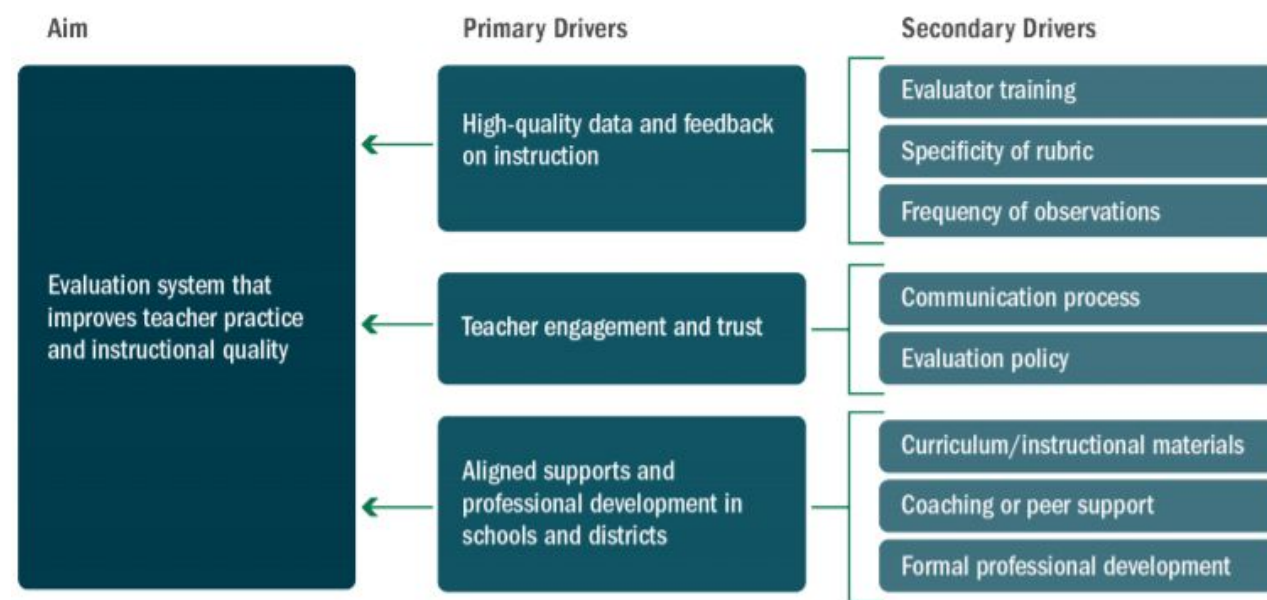 Aim
Primary Drivers
Secondary Drivers
Evaluation system that
improves teacher practice
and instructional quality
High-quality data and feedback
on instruction
Evaluator training
Specificity of rubric
Frequency of observations
Teacher engagement and trust
Communication process
Evaluation policy
Aligned supports and
professional development in
schools and districts
Curriculum/instructional materials
Coaching or peer support
Formal professional development